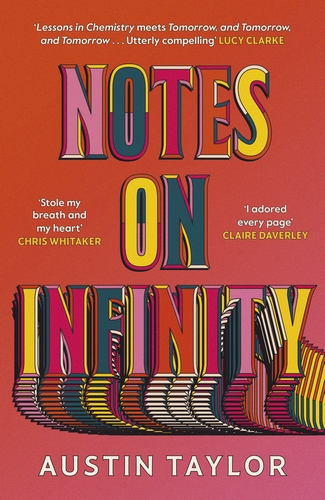 ‘Lessons in Chemistry meets Tomorrow, and Tomorrow,
and Tomorrow . . . Utterly compelling’ LUCY CLARKE
NOTES
ON
INFINITY
‘Stole my
breath and
my heart’
CHRIS WHITAKER
‘I adored
every page’
CLAIRE DAVERLEY
AUSTIN TAYLOR